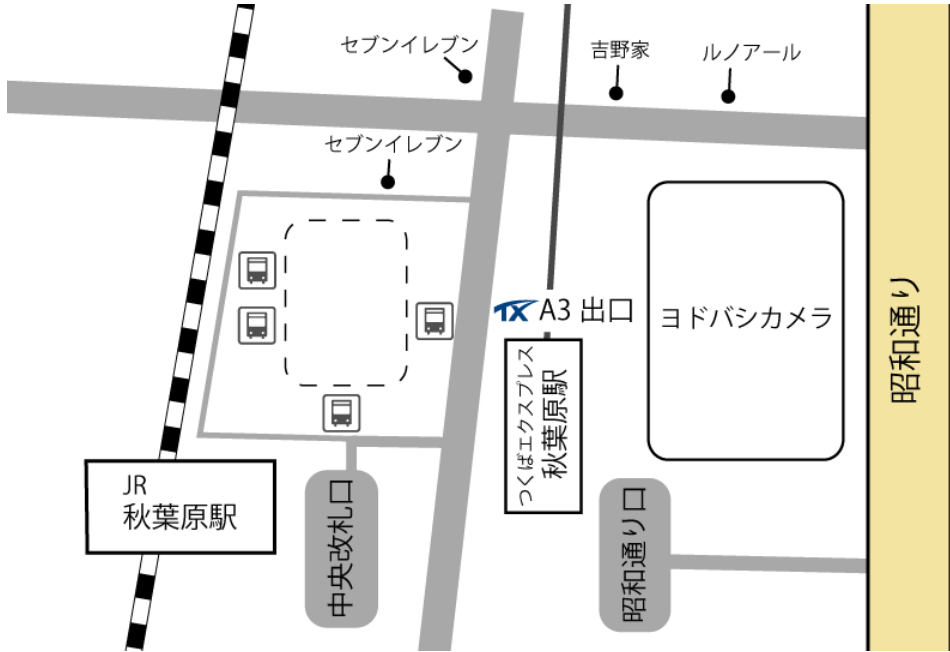 セブンイレブン
吉野家
ルノアール
セブンイレブン
TX A3 出口
ヨドバシカメラ
昭和通り
つくばエクスプレス
秋葉原駅
JR
秋葉原駅
中央改札口
昭和通り口